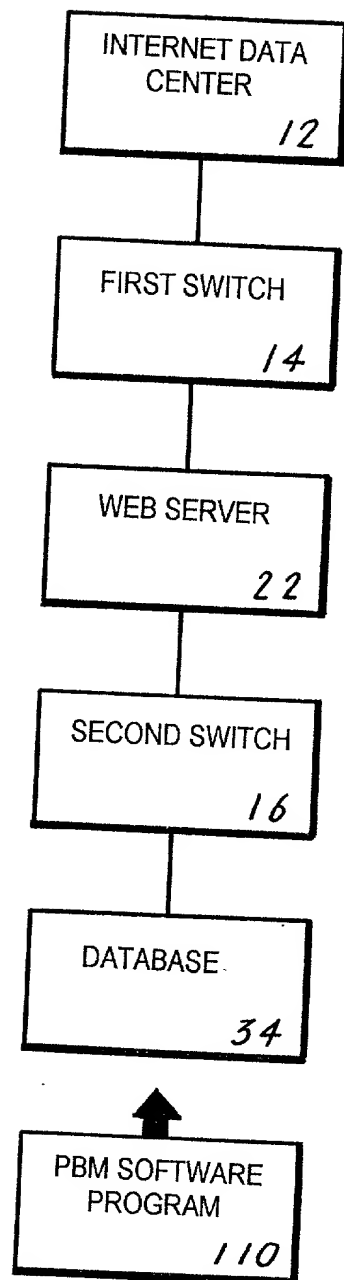 INTERNET DATA
CENTER
12
FIRST SWITCH
14
WEB SERVER
22
SECOND SWITCH
16
DATABASE
34
PBM SOFTWARE
PROGRAM
110